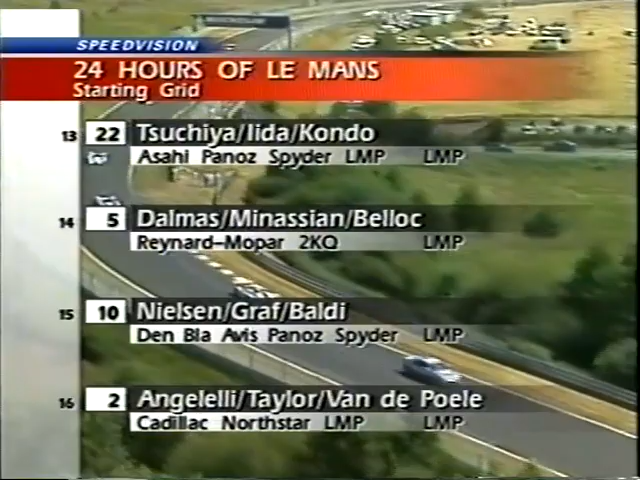 SPEEDVISION
24 HOURS OF LE MANS
Starting Grid
13 22 Tsuchiya/Iida/Kondo
Asahi Panoz Spyder LMP LMP
14 5 Dalmas/Minassian/Belloc
Reynard-Mopar 2KQ LMP
15 10 Nielsen/Graf/Baldi
Den Bla Avis Panoz Spyder LMP
16 2 Angelelli/Taylor/Van de Poele
Cadillac Northstar LMP LMP